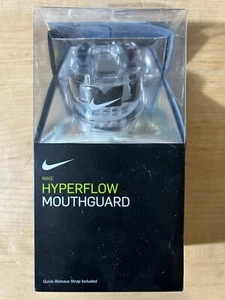 NIKE
HYPERFLOW
MOUTHGUARD
Quick-Release Strap Included